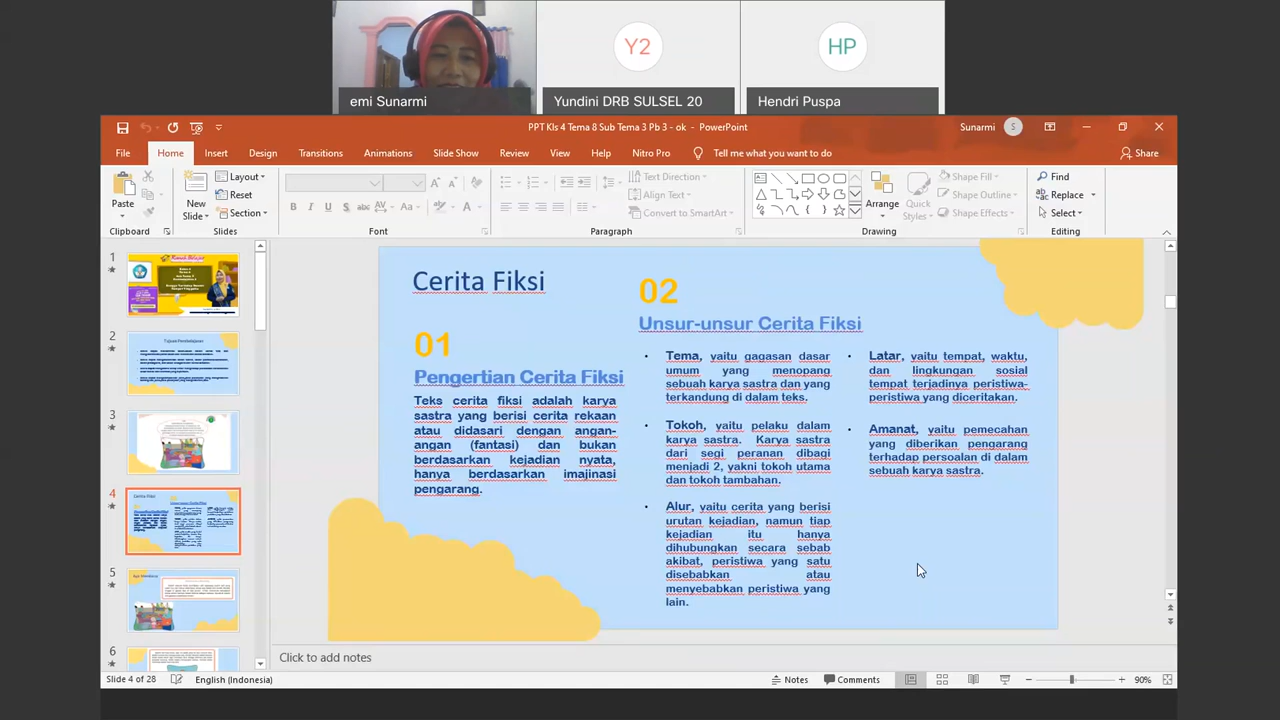 emi Sunarmi
Yundini DRB SULSEL 20
Hendri Puspa
Y2
HP
PPT Kls 4 Tema 8 Sub Tema 3 Pb 3 - ok - PowerPoint
Sunarmi
S
File
Home
Insert
Design
Transitions
Animations
Slide Show
Review
View
Help
Nitro Pro
Tell me what you want to do
Share
Paste
New
Slide
Layout
Reset
Section
Text Direction
Align Text
Convert to SmartArt
Arrange
Quick
Styles
Shape Fill
Shape Outline
Shape Effects
Find
Replace
Select
Clipboard
Slides
Font
Paragraph
Drawing
Editing
1
2
Tujuan Pembelajaran
3
4
5
6
Cerita Fiksi
01
Pengertian Cerita Fiksi
Teks cerita fiksi adalah karya
sastra yang berisi cerita rekaan
atau didasari dengan angan-
angan (fantasi) dan bukan
berdasarkan kejadian nyata,
hanya berdasarkan imajinasi
pengarang.
02
Unsur-unsur Cerita Fiksi
• Tema, yaitu gagasan dasar
umum yang menopang
sebuah karya sastra dan yang
terkandung di dalam teks.
• Tokoh, yaitu pelaku dalam
karya sastra. Karya sastra
dari segi peranan dibagi
menjadi 2, yakni tokoh utama
dan tokoh tambahan.
• Alur, yaitu cerita yang berisi
urutan kejadian, namun tiap
kejadian itu hanya
dihubungkan secara sebab
akibat, peristiwa yang satu
disebabkan atau
menyebabkan peristiwa yang
lain.
• Latar, yaitu tempat, waktu,
dan lingkungan sosial
tempat terjadinya peristiwa-
peristiwa yang diceritakan.
• Amanat, yaitu pemecahan
yang diberikan pengarang
terhadap persoalan di dalam
sebuah karya sastra.
Click to add notes
Slide 4 of 28
English (Indonesia)
Notes
Comments
90%